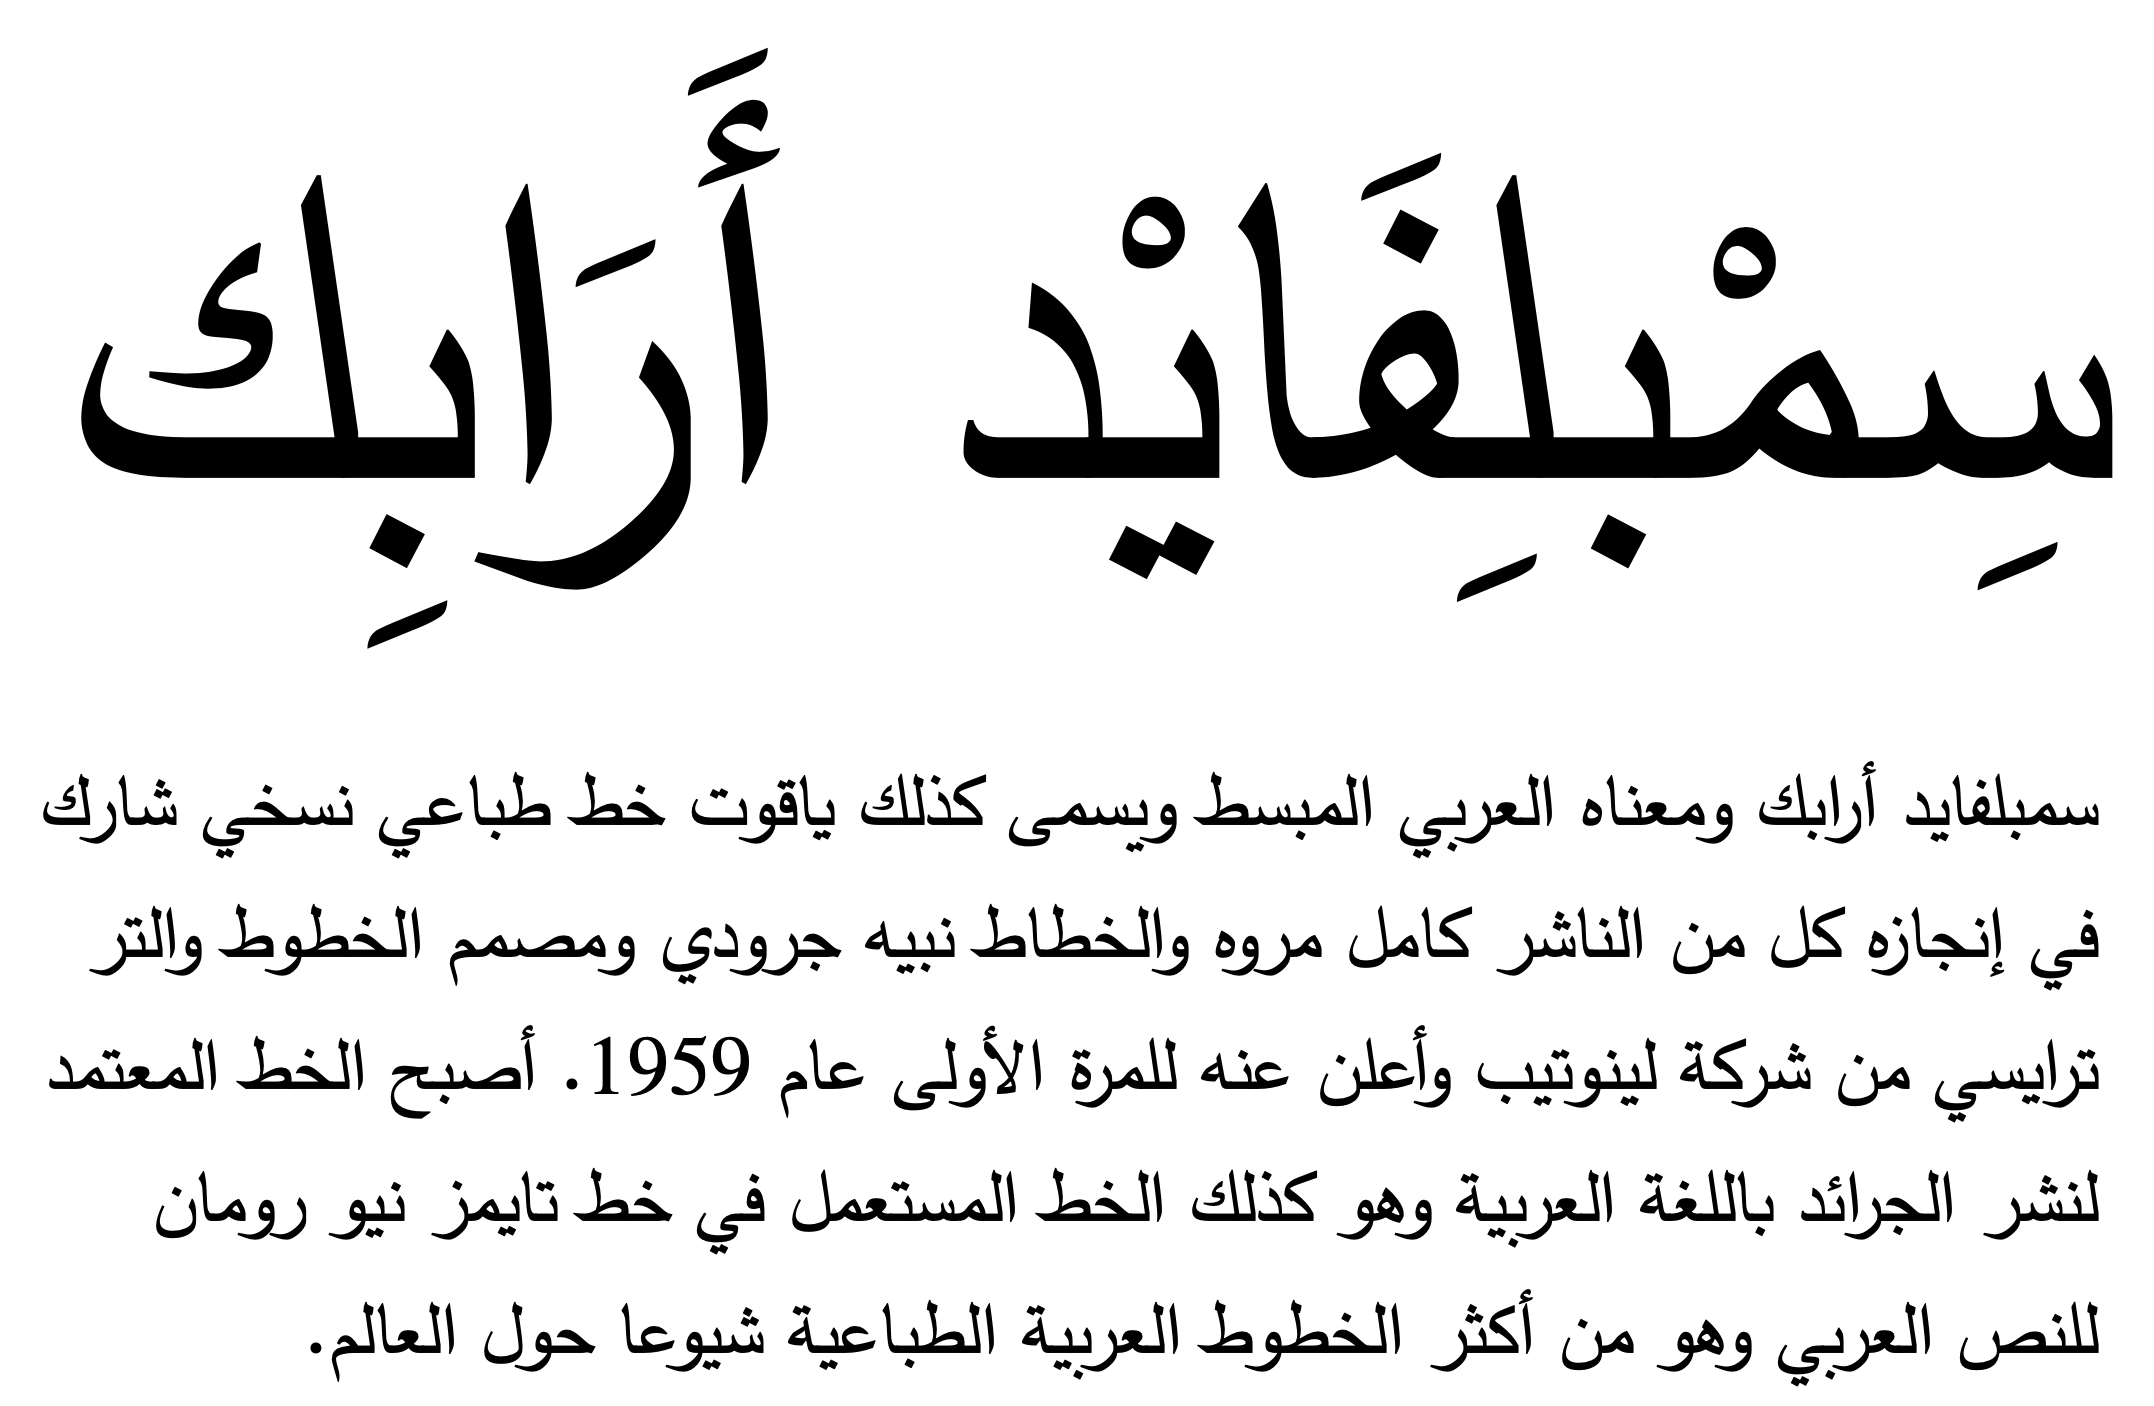 سِمْبلِفَايْد أَرَابِك
سمبلفايد أرابك ومعناه العربي المبسط ويسمى كذلك ياقوت خط طباعي نسخي شارك
في إنجازه كل من الناشر كامل مروه والخطاط نبيه جرودي ومصمم الخطوط والتر
ترايسي من شركة لينوتيب وأعلن عنه للمرة الأولى عام 1959. أصبح الخط المعتمد
لنشر الجرائد باللغة العربية وهو كذلك الخط المستعمل في خط تايمز نيو رومان
للنص العربي وهو من أكثر الخطوط العربية الطباعية شيوعا حول العالم.